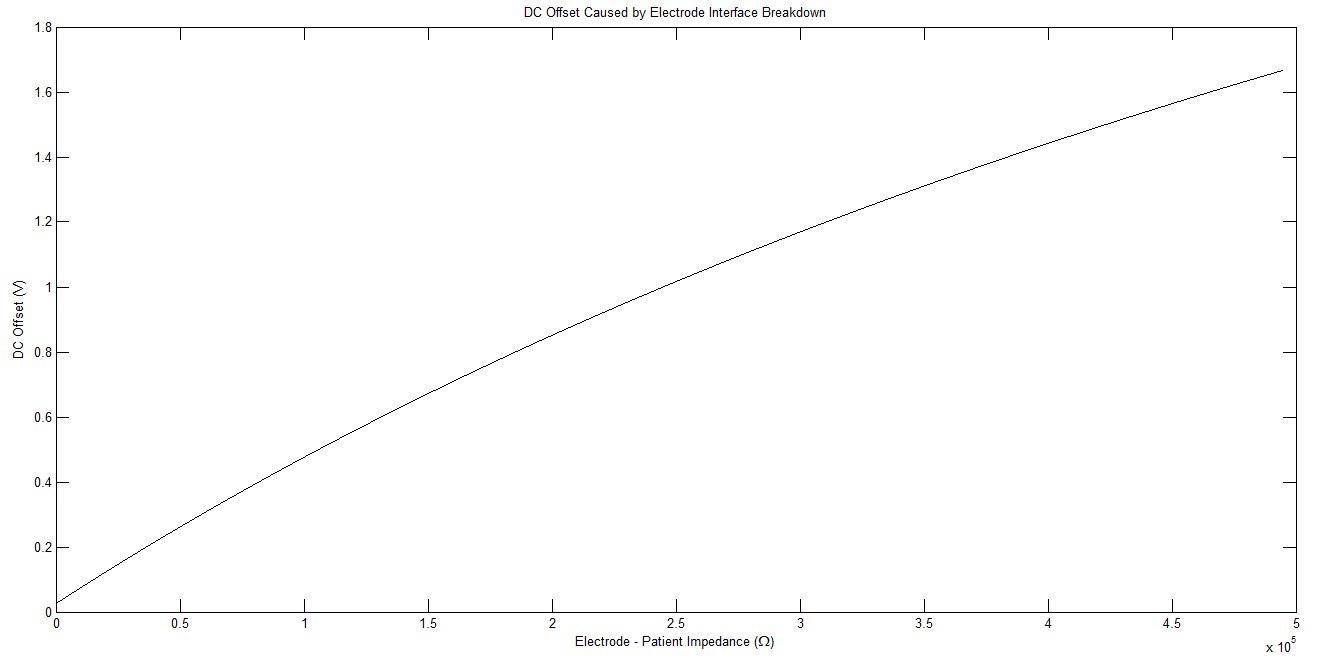 DC Offset Caused by Electrode Interface Breakdown
1.8
1.6
1.4
1.2
1
0.8
0.6
0.4
0.2
0
DC Offset (V)
0 0.5 1 1.5 2 2.5 3 3.5 4 4.5 5
Electrode - Patient Impedance (Ω)
x 10⁵